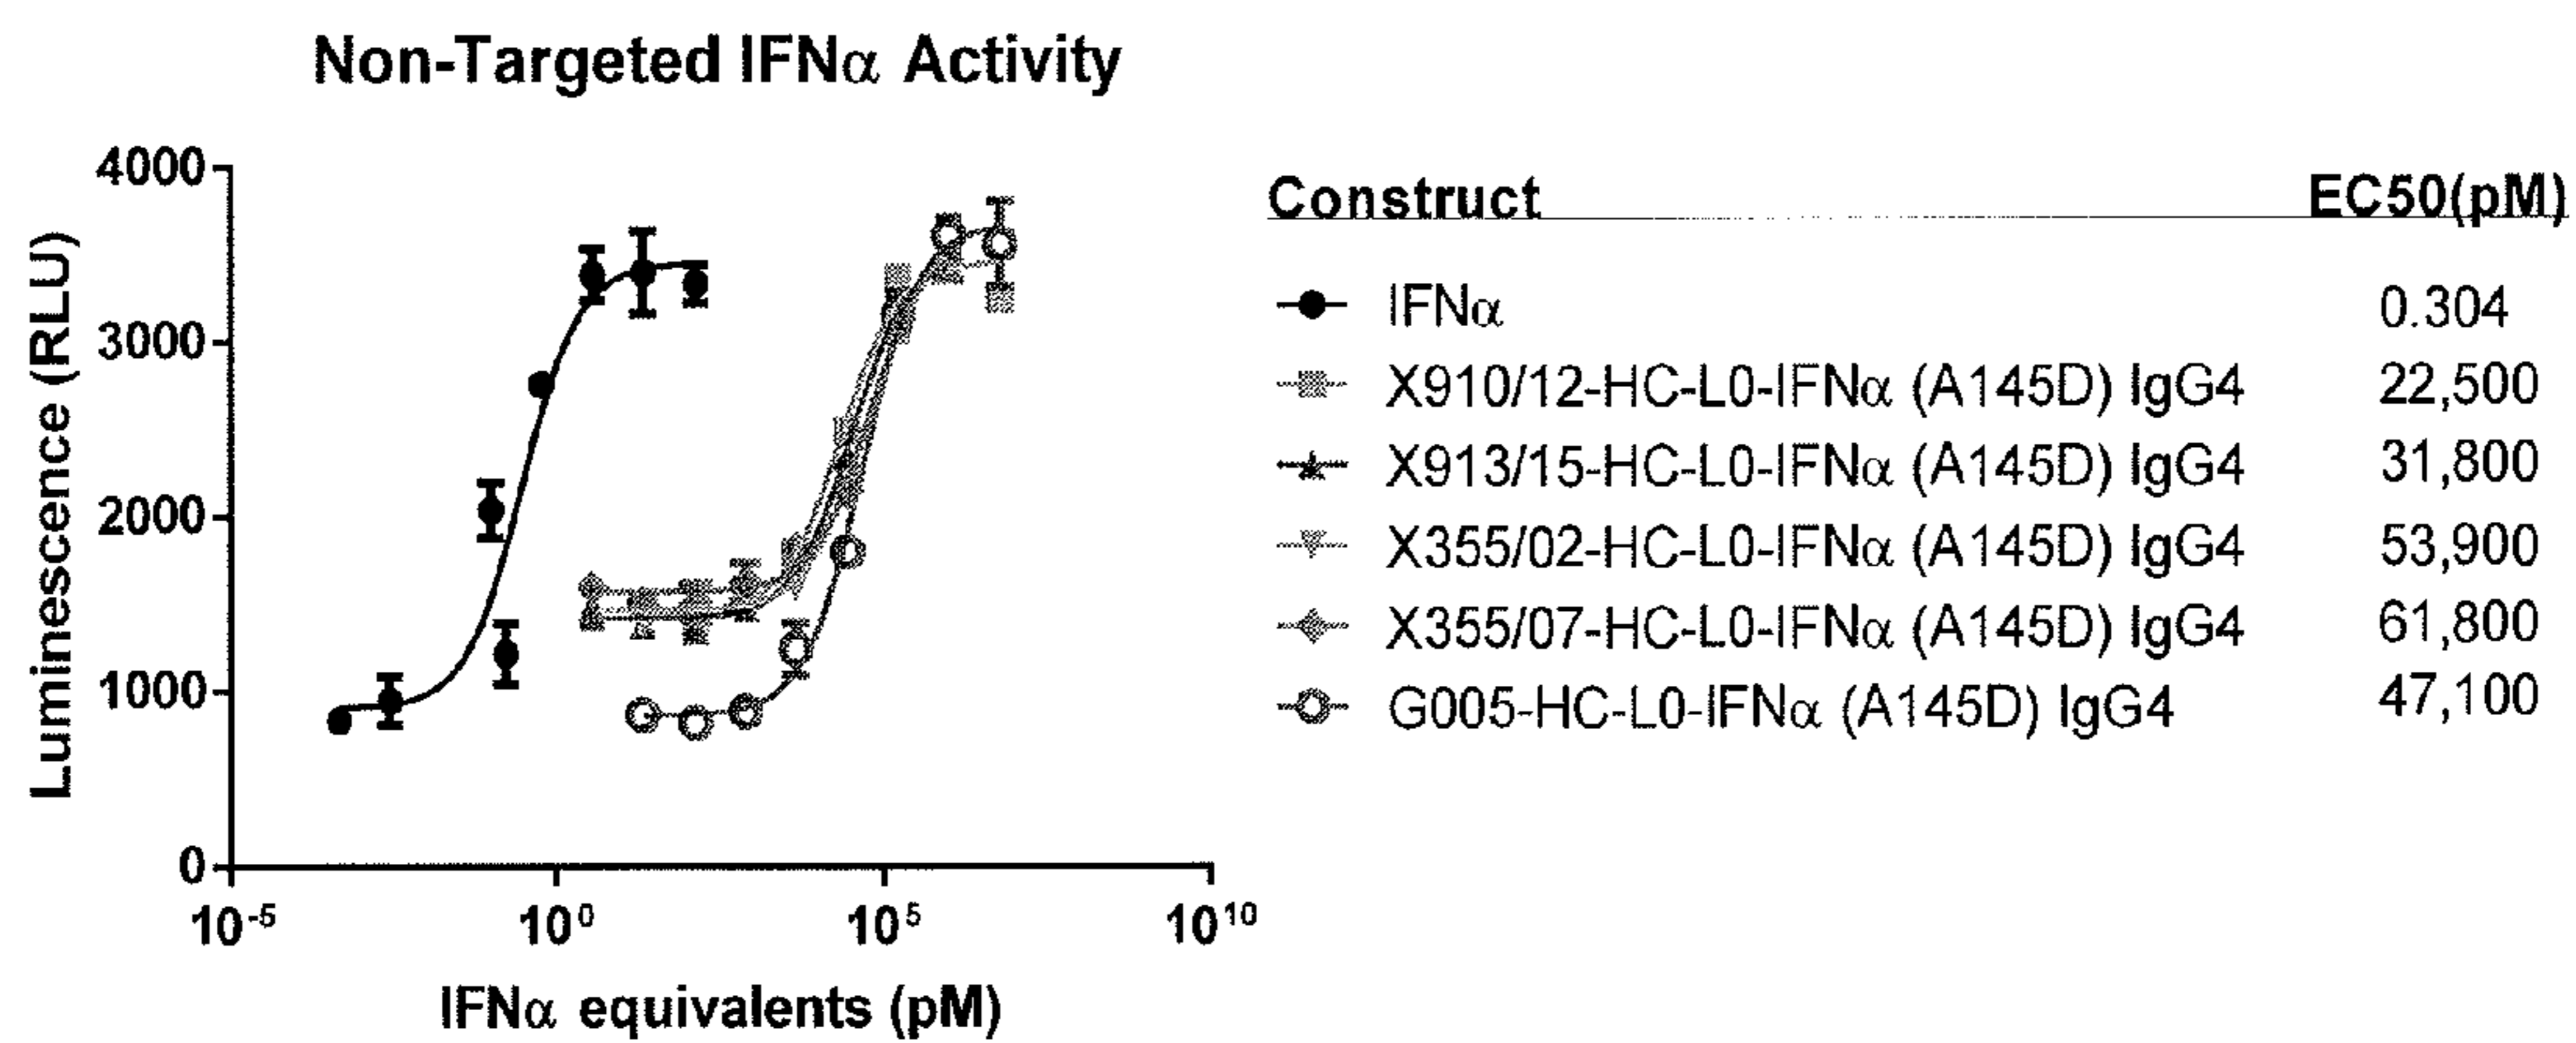 Non-Targeted IFNα Activity
4000
3000
2000
1000
0
Luminescence (RLU)
10-5
100
105
1010
IFNα equivalents (pM)
Construct EC50(pM)
IFNα 0.304
X910/12-HC-L0-IFNα (A145D) IgG4 22,500
X913/15-HC-L0-IFNα (A145D) IgG4 31,800
X355/02-HC-L0-IFNα (A145D) IgG4 53,900
X355/07-HC-L0-IFNα (A145D) IgG4 61,800
G005-HC-L0-IFNα (A145D) IgG4 47,100